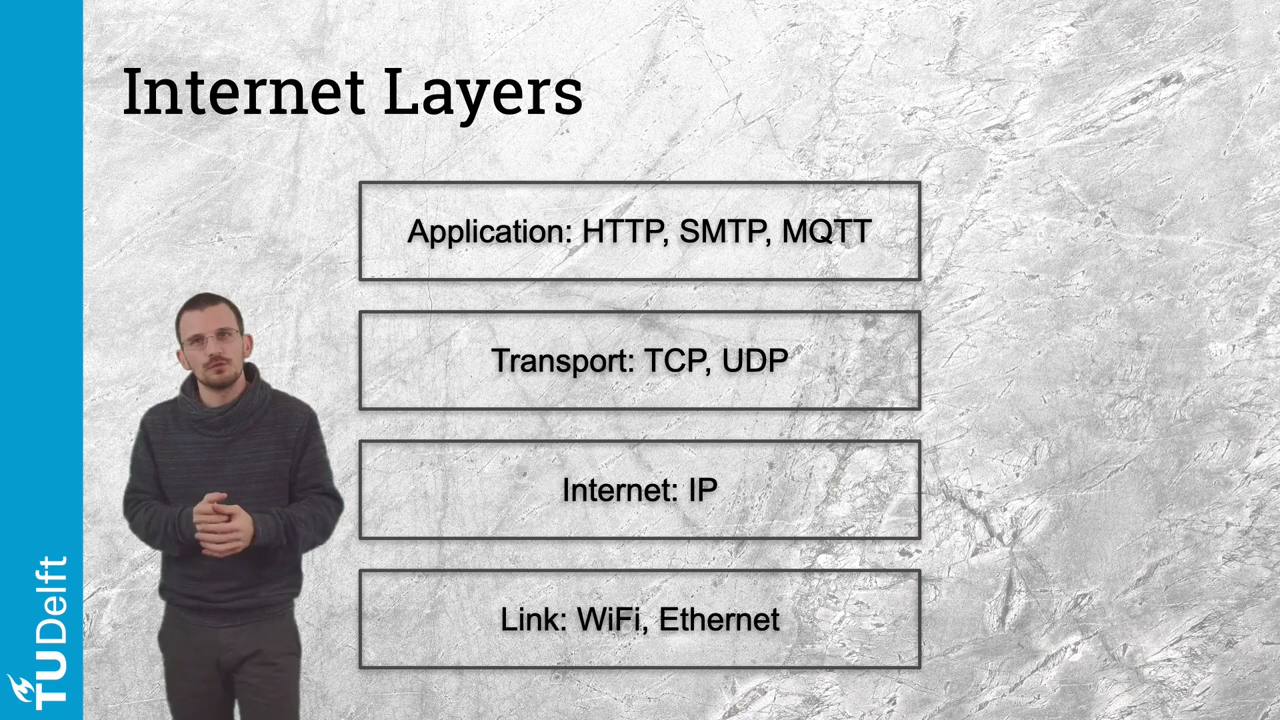 Internet Layers
Application: HTTP, SMTP, MQTT
Transport: TCP, UDP
Internet: IP
Link: WiFi, Ethernet
TUDelft